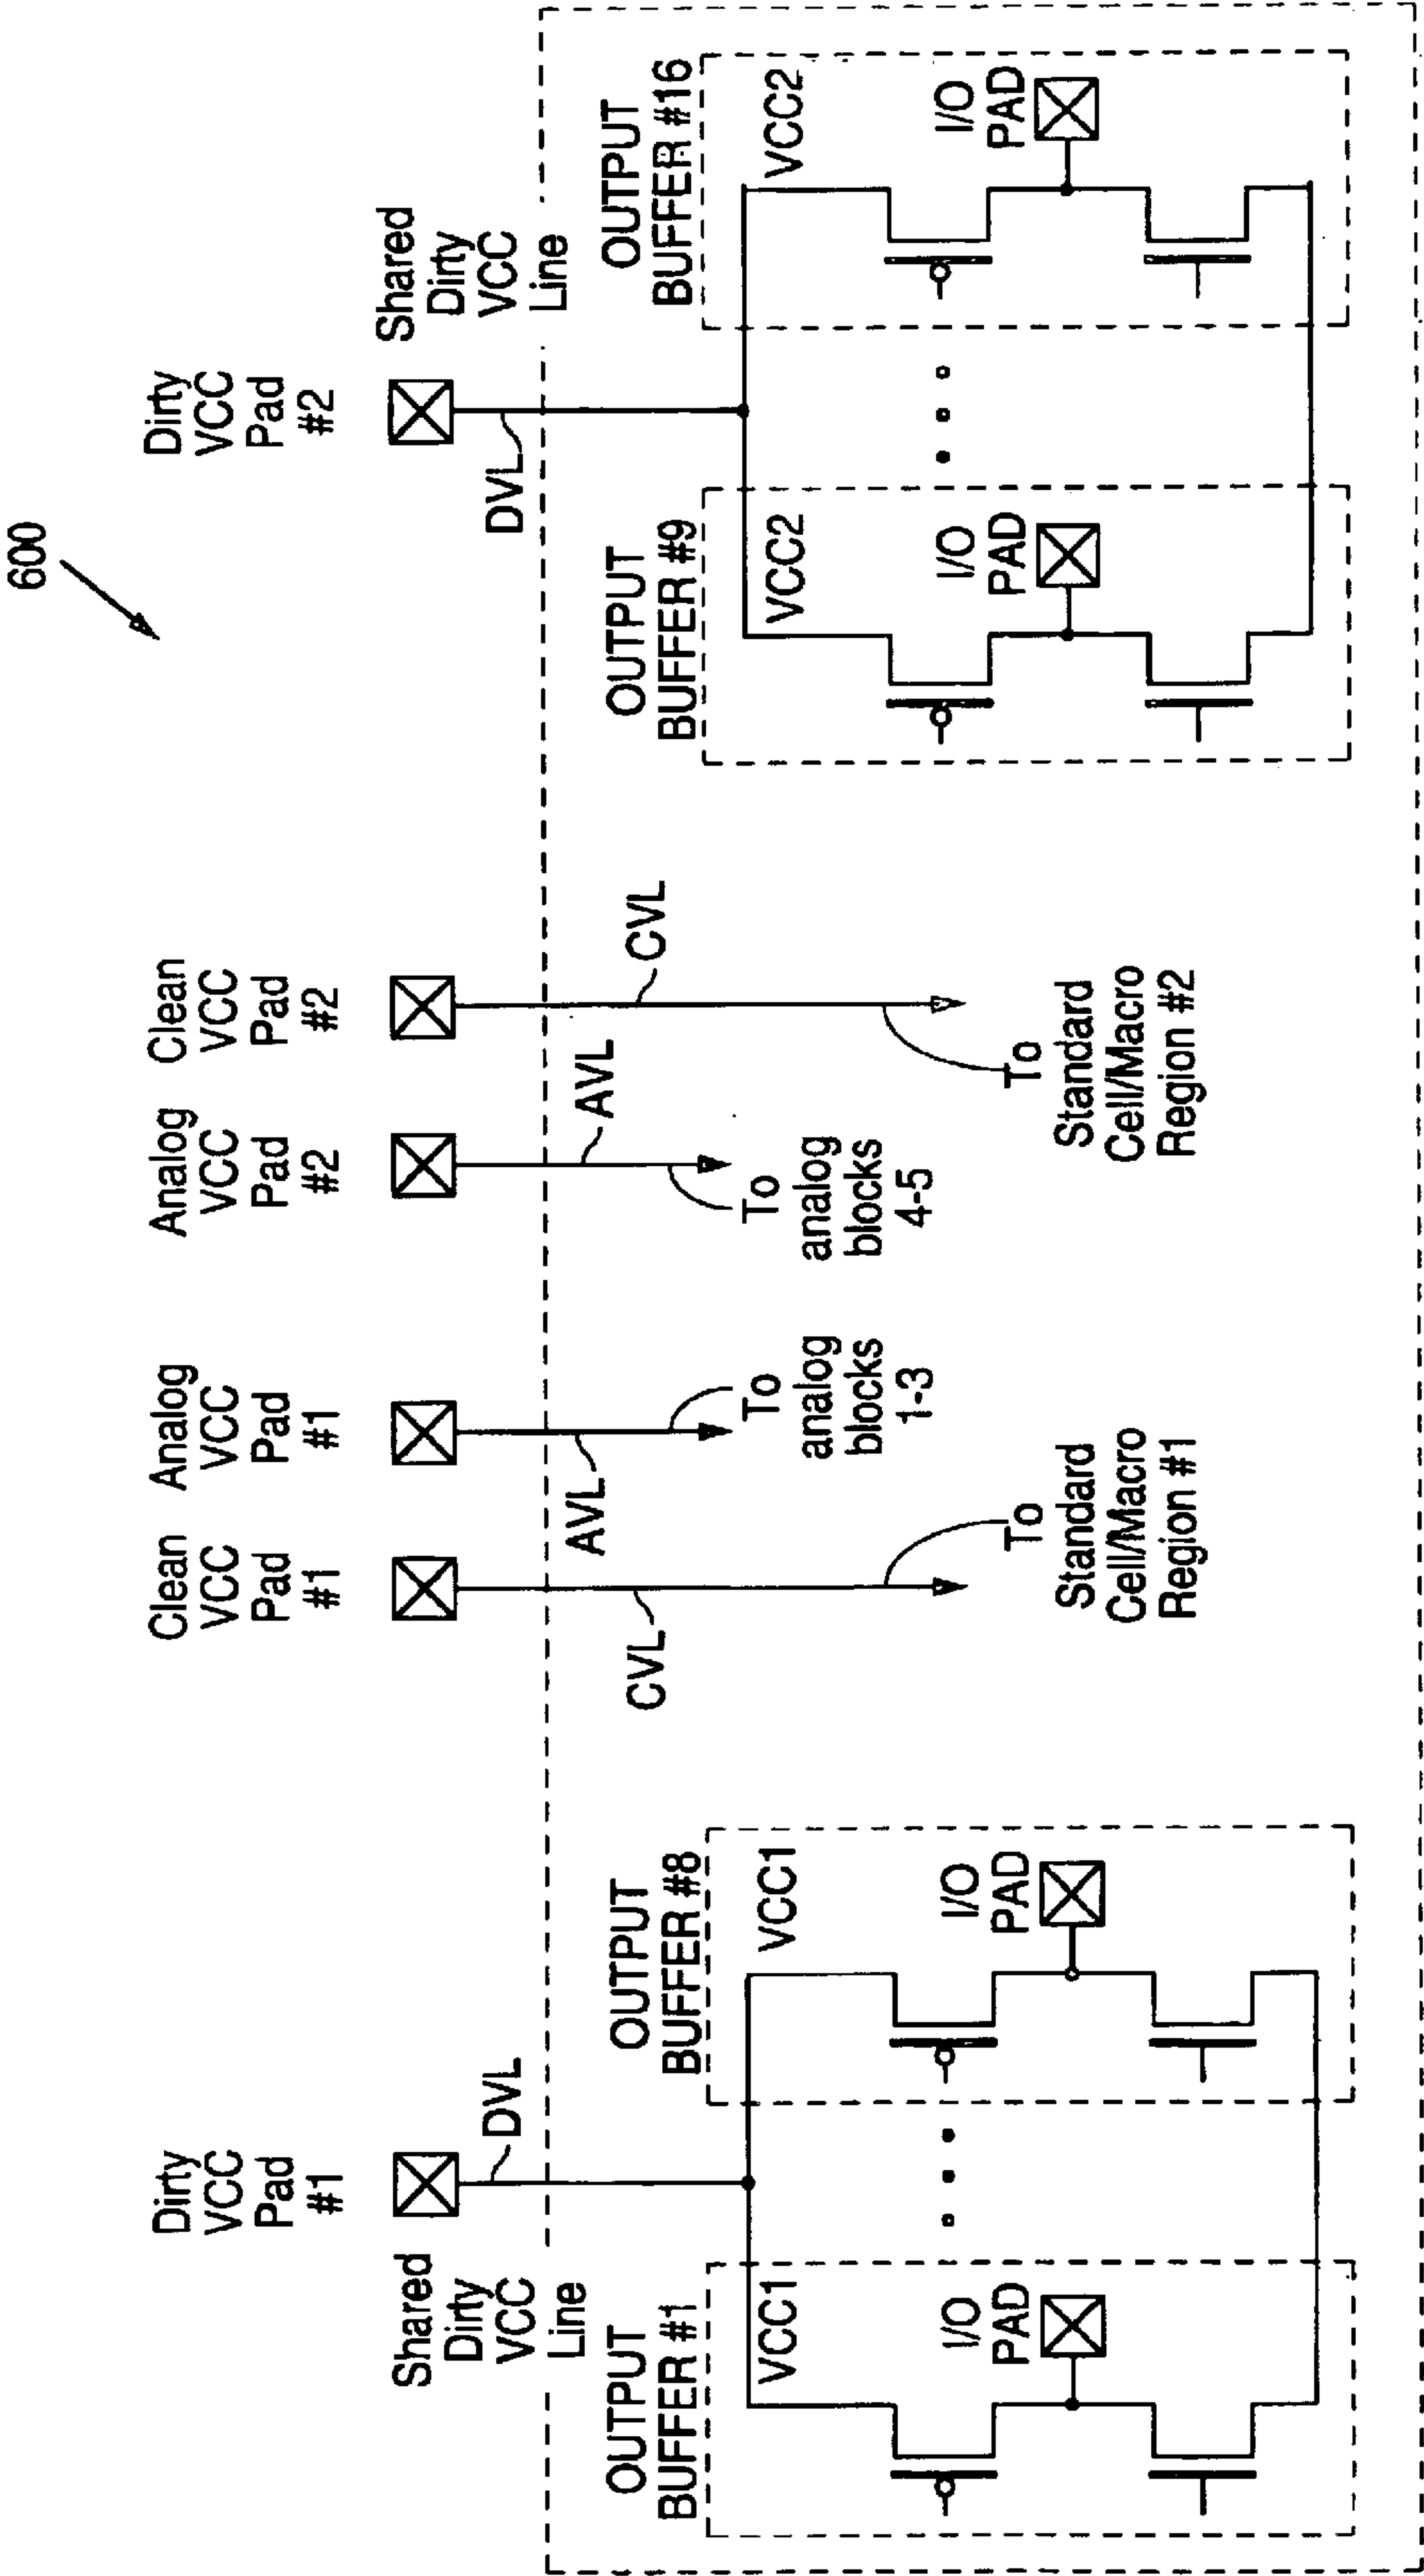 600
Dirty
VCC
Pad
#1
Clean
VCC
Pad
#1
Analog
VCC
Pad
#1
Analog
VCC
Pad
#2
Clean
VCC
Pad
#2
Dirty
VCC
Pad
#2
Shared
Dirty
VCC
Line
DVL
CVL
AVL
AVL
CVL
DVL
Shared
Dirty
VCC
Line
OUTPUT
BUFFER #1
VCC1
I/O
PAD
OUTPUT
BUFFER #8
VCC1
I/O
PAD
To
Standard
Cell/Macro
Region #1
To
analog
blocks
1-3
To
analog
blocks
4-5
To
Standard
Cell/Macro
Region #2
OUTPUT
BUFFER #9
VCC2
I/O
PAD
OUTPUT
BUFFER #16
VCC2
I/O
PAD